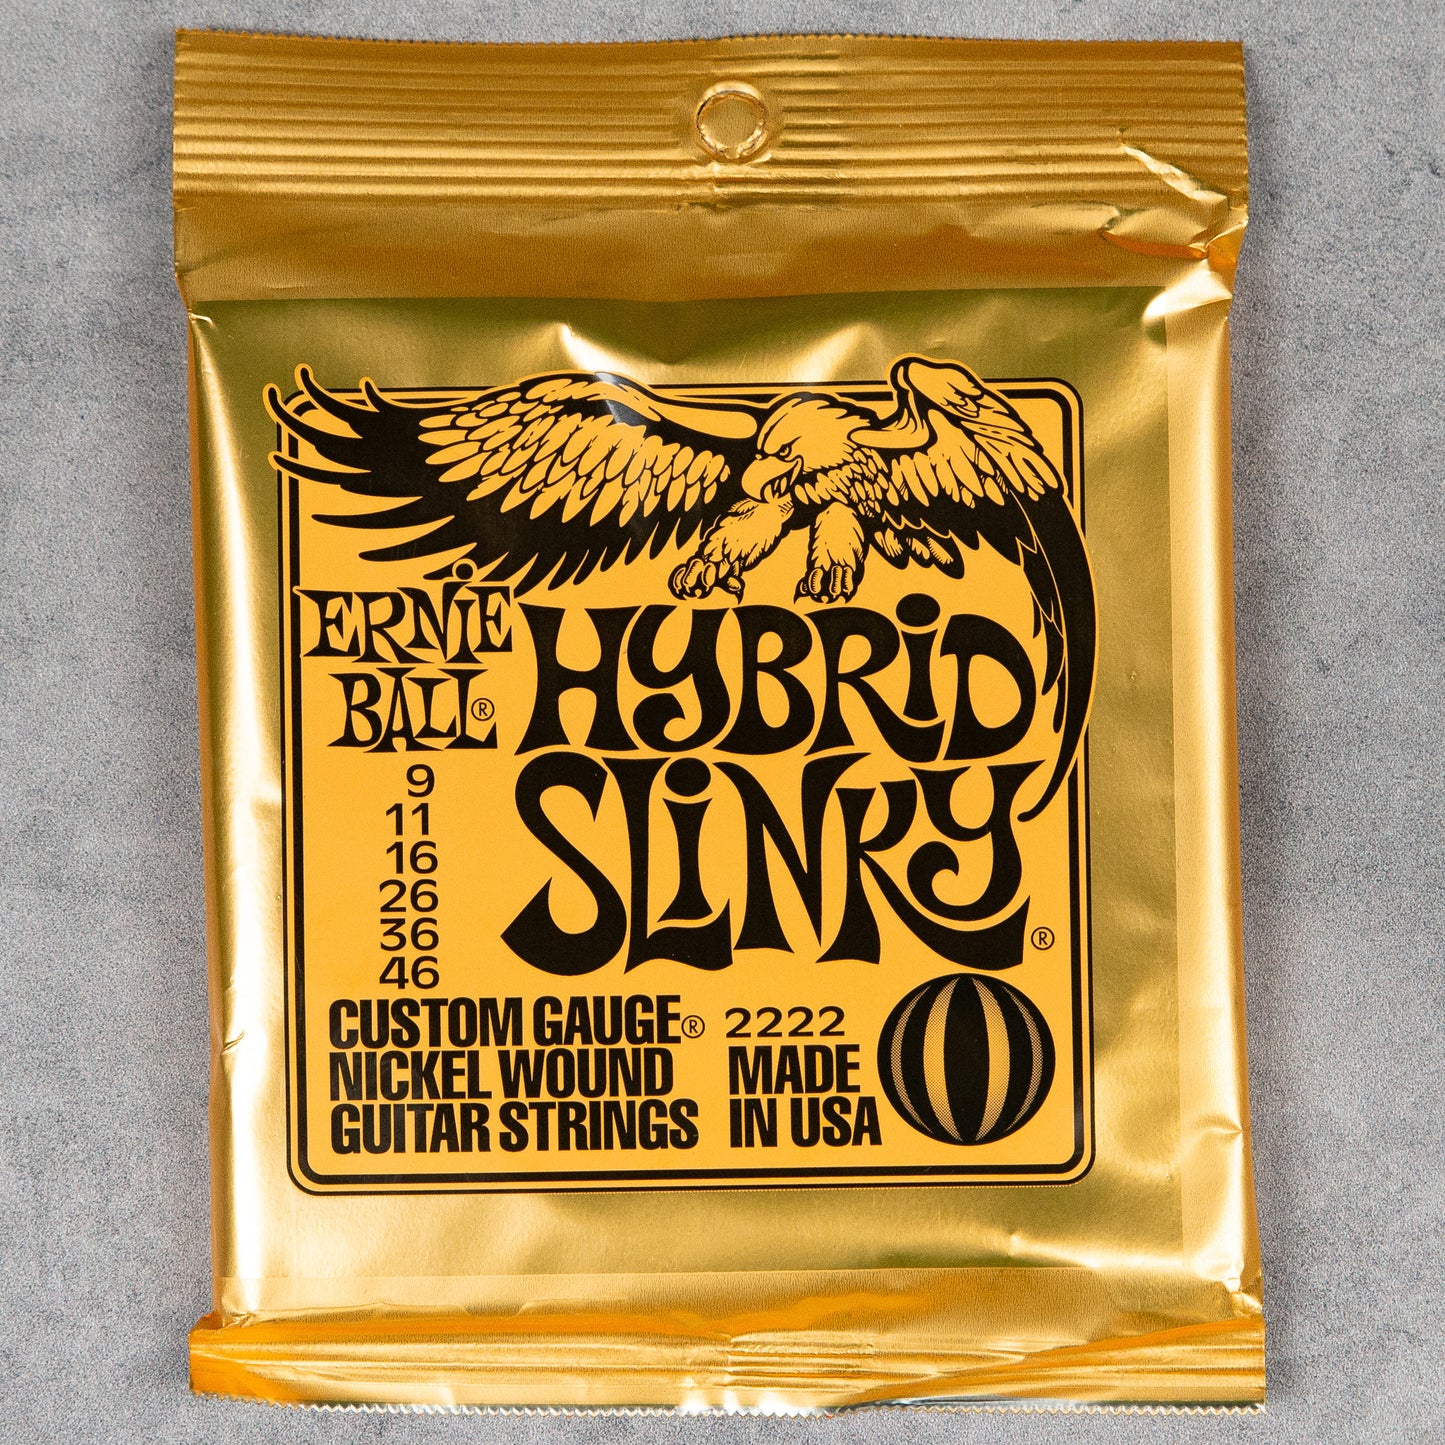 ERNiE
BALL®
HYBRiD
SLiNKY®
9
11
16
26
36
46
CUSTOM GAUGE®
NICKEL WOUND
GUITAR STRINGS
2222
MADE
IN USA